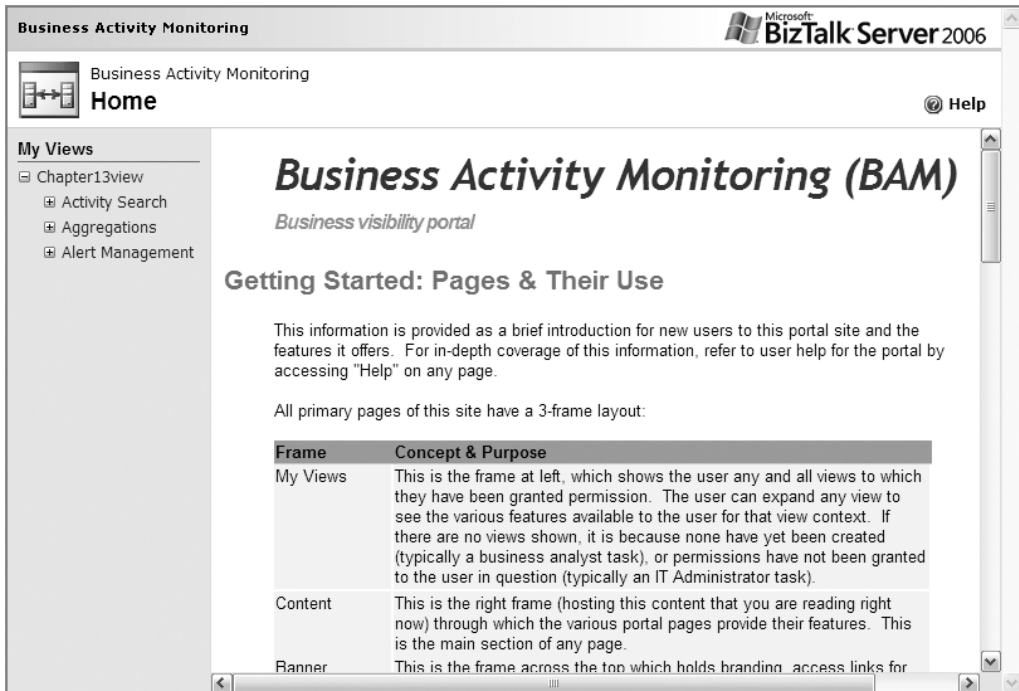 Business Activity Monitoring
Microsoft
BizTalk Server 2006
Business Activity Monitoring
Home
Help
My Views
Chapter13view
Activity Search
Aggregations
Alert Management
Business Activity Monitoring (BAM)
Business visibility portal
Getting Started: Pages & Their Use
This information is provided as a brief introduction for new users to this portal site and the
features it offers. For in-depth coverage of this information, refer to user help for the portal by
accessing "Help" on any page.
All primary pages of this site have a 3-frame layout:
Frame Concept & Purpose
My Views This is the frame at left, which shows the user any and all views to which
they have been granted permission. The user can expand any view to
see the various features available to the user for that view context. If
there are no views shown, it is because none have yet been created
(typically a business analyst task), or permissions have not been granted
to the user in question (typically an IT Administrator task).
Content This is the right frame (hosting this content that you are reading right
now) through which the various portal pages provide their features. This
is the main section of any page.
Banner This is the frame across the top which holds branding, access links for